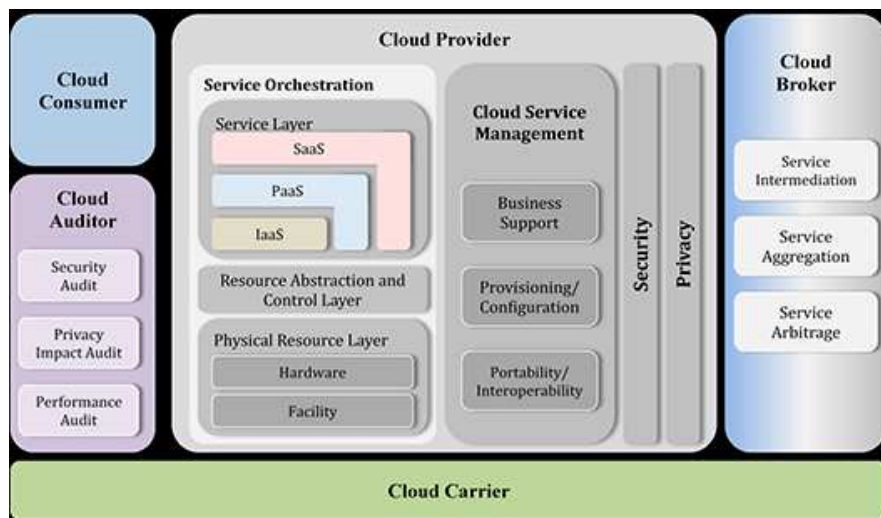 Cloud
Consumer
Cloud
Auditor
Security
Audit
Privacy
Impact Audit
Performance
Audit
Cloud Provider
Service Orchestration
Service Layer
SaaS
PaaS
IaaS
Resource Abstraction and
Control Layer
Physical Resource Layer
Hardware
Facility
Cloud Service
Management
Business
Support
Provisioning/
Configuration
Portability/
Interoperability
Security
Privacy
Cloud
Broker
Service
Intermediation
Service
Aggregation
Service
Arbitrage
Cloud Carrier